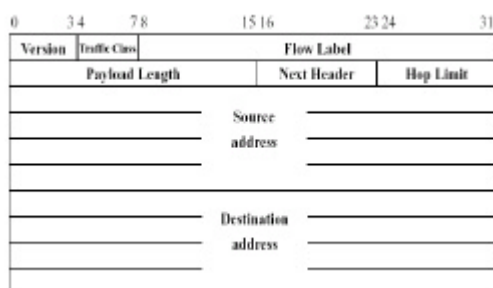 0 3 4 7 8 15 16 23 24 31
Version Traffic Class Flow Label
Payload Length Next Header Hop Limit
Source
address
Destination
address